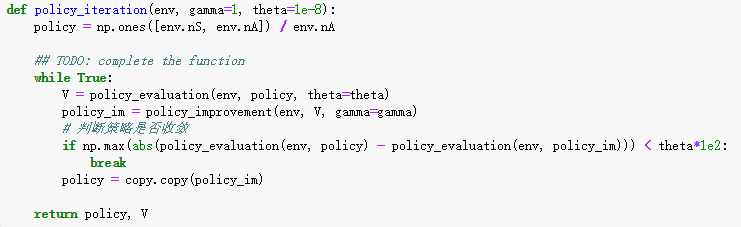 def policy_iteration(env, gamma=1, theta=1e-8):
    policy = np.ones([env.nS, env.nA]) / env.nA
    ## TODO: complete the function
    while True:
        V = policy_evaluation(env, policy, theta=theta)
        policy_im = policy_improvement(env, V, gamma=gamma)
        # 判断策略是否收敛
        if np.max(abs(policy_evaluation(env, policy) - policy_evaluation(env, policy_im))) < theta*1e2:
            break
        policy = copy.copy(policy_im)
    return policy, V